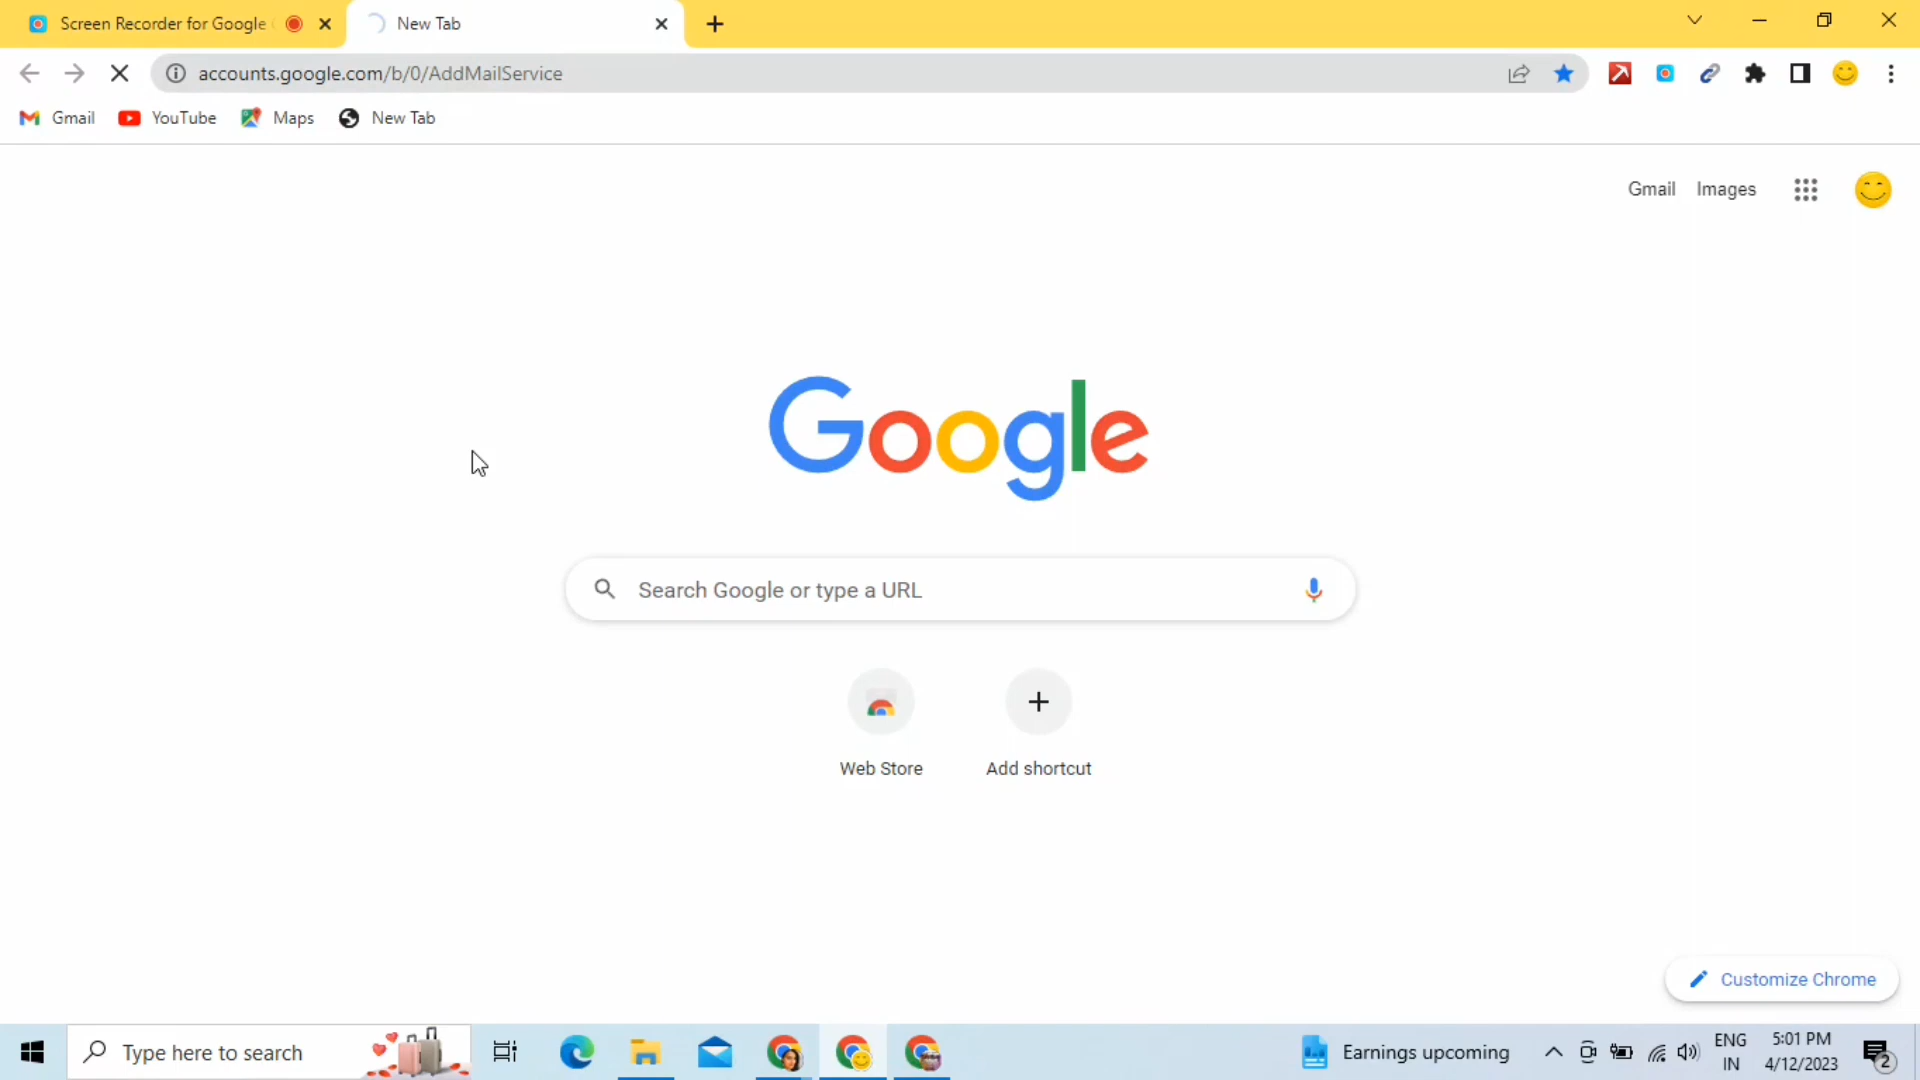 Screen Recorder for Google
New Tab
accounts.google.com/b/0/AddMailService
Gmail
YouTube
Maps
New Tab
Gmail
Images
Google
Search Google or type a URL
Web Store
Add shortcut
Customize Chrome
Type here to search
Earnings upcoming
ENG
IN
5:01 PM
4/12/2023
2